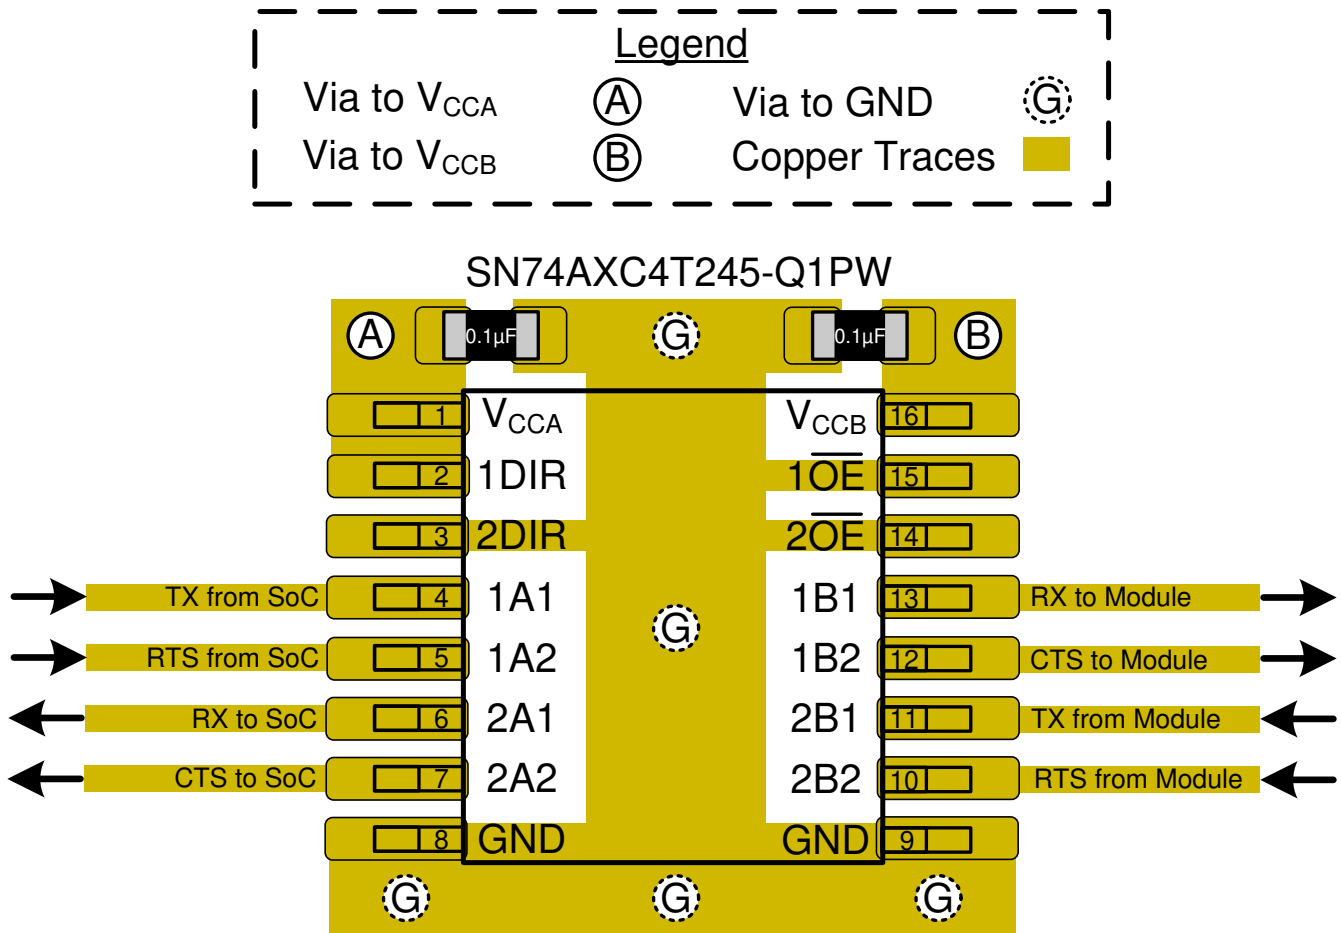 Legend
Via to VCCA A Via to GND G
Via to VCCB B Copper Traces
SN74AXC4T245-Q1PW
A 0.1µF G 0.1µF B
1 VCCA VCCB 16
2 1DIR 1O̅E̅ 15
3 2DIR 2O̅E̅ 14
TX from SoC 4 1A1 1B1 13 RX to Module
G
RTS from SoC 5 1A2 1B2 12 CTS to Module
RX to SoC 6 2A1 2B1 11 TX from Module
CTS to SoC 7 2A2 2B2 10 RTS from Module
8 GND GND 9
G G G